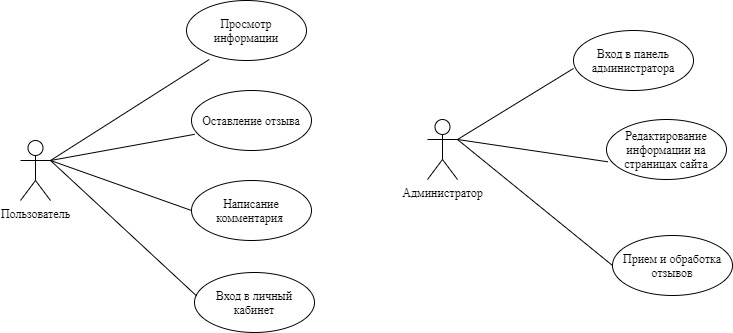 Просмотр
информации
Оставление отзыва
Пользователь
Написание
комментария
Вход в личный
кабинет
Вход в панель
администратора
Редактирование
информации на
страницах сайта
Администратор
Прием и обработка
отзывов